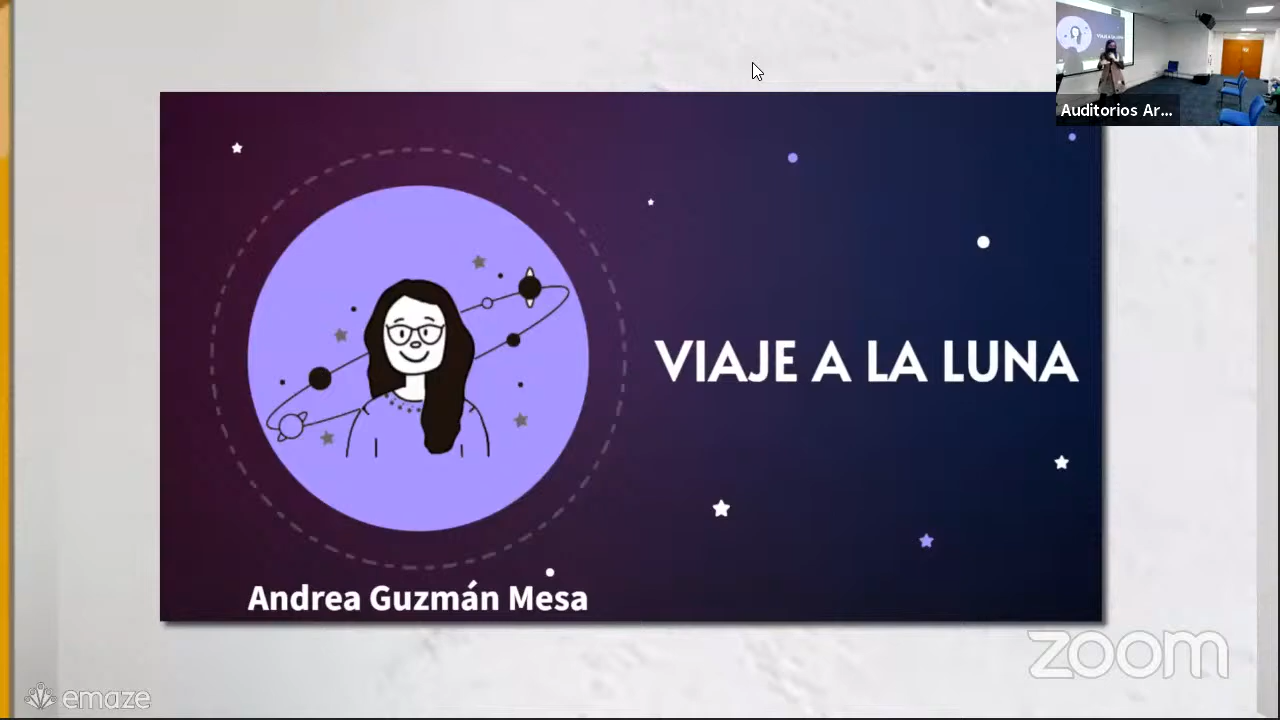 Auditorios Ar...
VIAJE A LA LUNA
Andrea Guzmán Mesa
zoom
emaze